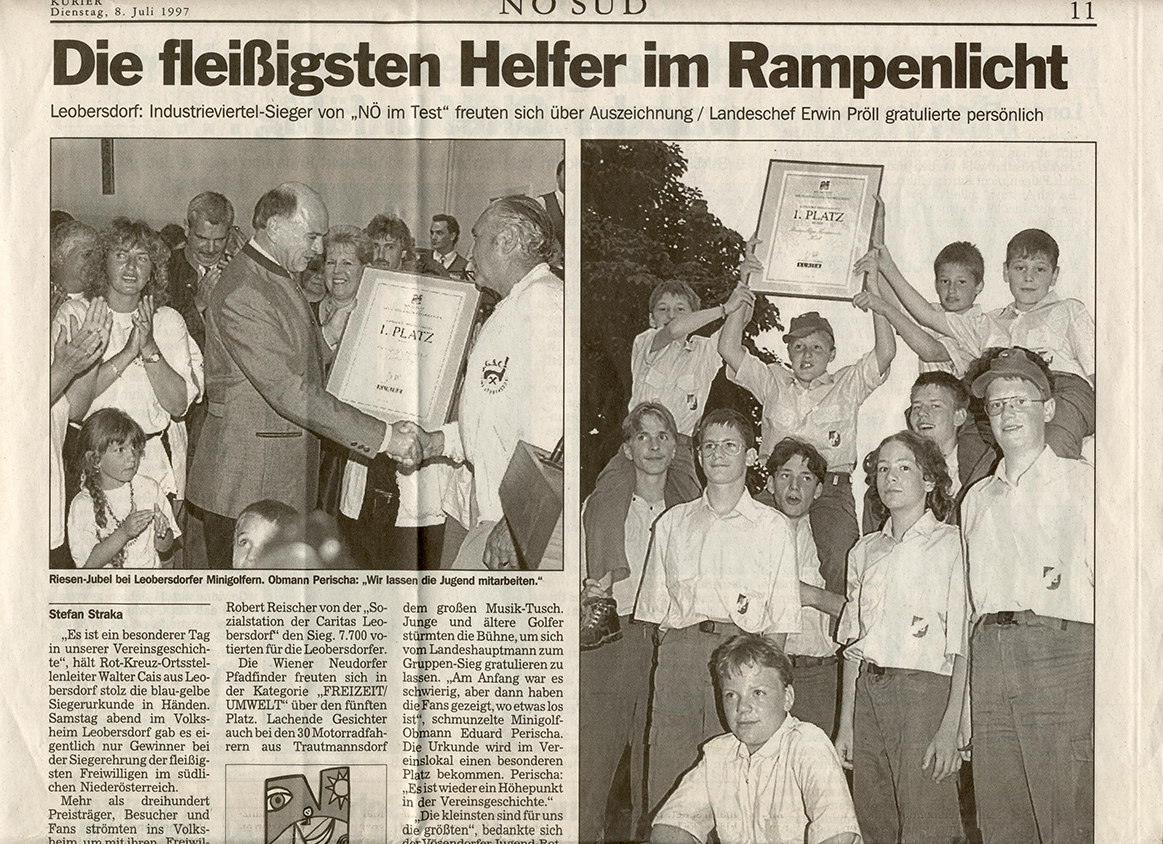 KURIER
Dienstag, 8. Juli 1997
NÖ SÜD
11
Die fleißigsten Helfer im Rampenlicht
Leobersdorf: Industrieviertel-Sieger von „NÖ im Test“ freuten sich über Auszeichnung / Landeschef Erwin Pröll gratulierte persönlich
1. PLATZ
KURIER
1. PLATZ
KURIER
Riesen-Jubel bei Leobersdorfer Minigolfern. Obmann Perischa: „Wir lassen die Jugend mitarbeiten.“
Stefan Straka
„Es ist ein besonderer Tag
in unserer Vereinsgeschich-
te“, hält Rot-Kreuz-Ortsstel-
lenleiter Walter Cais aus Leo-
bersdorf stolz die blau-gelbe
Siegerurkunde in Händen.
Samstag abend im Volks-
heim Leobersdorf gab es ei-
gentlich nur Gewinner bei
der Siegerehrung der fleißig-
sten Freiwilligen im südli-
chen Niederösterreich.
Mehr als dreihundert
Preisträger, Besucher und
Fans strömten ins Volks-
heim, um mit ihren „Freiwil-
Robert Reischer von der „So-
zialstation der Caritas Leo-
bersdorf“ den Sieg. 7.700 vo-
tierten für die Leobersdorfer.
Die Wiener Neudorfer
Pfadfinder freuten sich in
der Kategorie „FREIZEIT/
UMWELT“ über den fünften
Platz. Lachende Gesichter
auch bei den 30 Motorradfah-
rern aus Trautmannsdorf
dem großen Musik-Tusch.
Junge und ältere Golfer
stürmten die Bühne, um sich
vom Landeshauptmann zum
Gruppen-Sieg gratulieren zu
lassen. „Am Anfang war es
schwierig, aber dann haben
die Fans gezeigt, wo etwas los
ist“, schmunzelte Minigolf-
Obmann Eduard Perischa.
Die Urkunde wird im Ver-
einslokal einen besonderen
Platz bekommen. Perischa:
„Es ist wieder ein Höhepunkt
in der Vereinsgeschichte.“
„Die kleinsten sind für uns
die größten“, bedankte sich
der Vösendorfer Jugend-Rot-